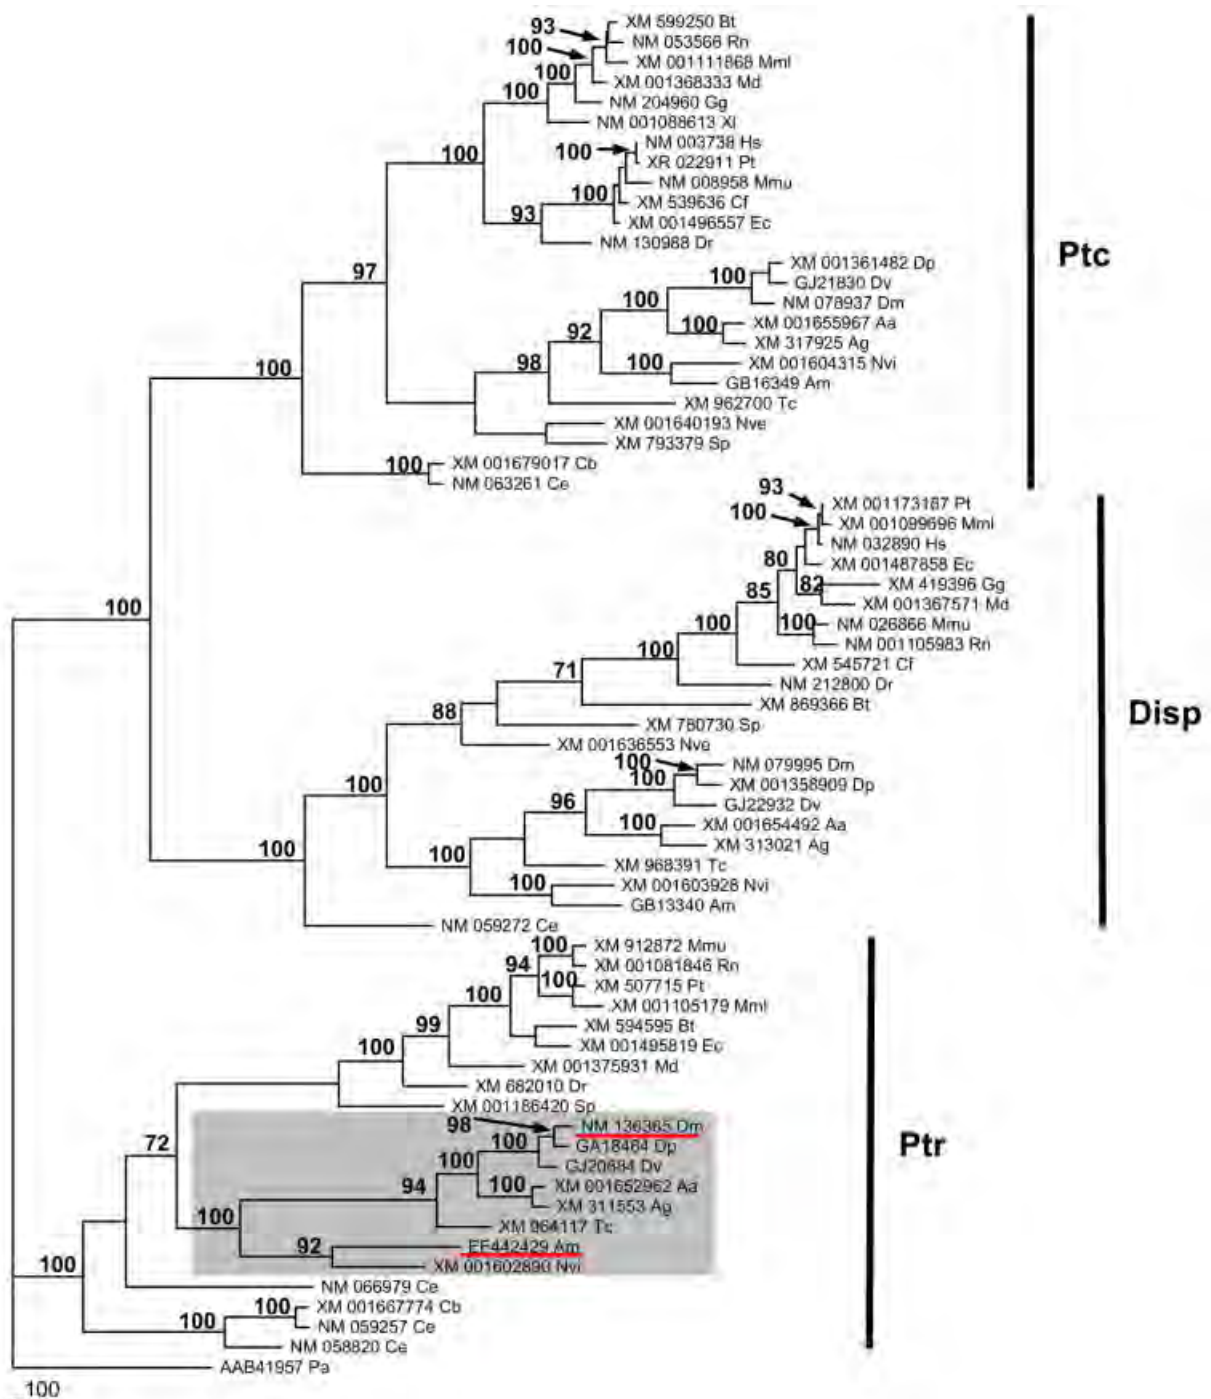 93
XM 599250 Bt
NM 053566 Rn
100
XM 001111868 Mml
100
XM 001368333 Md
100
NM 204960 Gg
NM 001088613 Xl
NM 003738 Hs
100
100
XR 022911 Pt
NM 008958 Mmu
100
XM 539636 Cf
93
XM 001496557 Ec
NM 130988 Dr
Ptc
97
XM 001361482 Dp
100
GJ21830 Dv
100
NM 078937 Dm
100
XM 001655967 Aa
92
XM 317925 Ag
98
100
XM 001604315 Nvi
100
GB16349 Am
XM 962700 Tc
XM 001640193 Nve
XM 793379 Sp
100
XM 001679017 Cb
NM 063261 Ce
93
XM 001173187 Pt
100
XM 001099696 Mml
NM 032890 Hs
80
XM 001487858 Ec
82
XM 419396 Gg
85
XM 001367571 Md
100
100
100
NM 026866 Mmu
100
NM 001105983 Rn
XM 545721 Cf
71
NM 212800 Dr
XM 869366 Bt
Disp
88
XM 780730 Sp
XM 001636553 Nve
100
NM 079995 Dm
100
100
XM 001358909 Dp
96
GJ22932 Dv
100
XM 001654492 Aa
XM 313021 Ag
100
100
XM 968391 Tc
100
XM 001603928 Nvi
GB13340 Am
NM 059272 Ce
100
XM 912872 Mmu
94
XM 001081846 Rn
100
XM 507715 Pt
100
XM 001105179 Mml
99
XM 594595 Bt
100
XM 001495819 Ec
XM 001375931 Md
XM 682010 Dr
XM 001186420 Sp
98
NM 136365 Dm
72
100
GA18464 Dp
Ptr
100
GJ20684 Dv
94
100
XM 001652962 Aa
XM 311553 Ag
100
XM 964117 Tc
92
EF442429 Am
XM 001602890 Nvi
100
NM 066979 Ce
100
XM 001667774 Cb
100
NM 059257 Ce
NM 058820 Ce
AAB41957 Pa
100